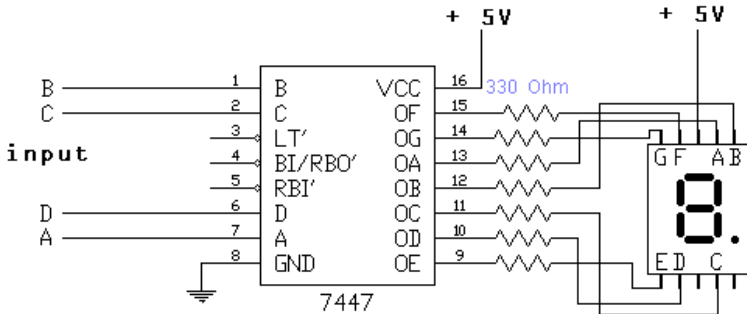 + 5V + 5V
B 1 B VCC 16 330 Ohm
C 2 C OF 15
3 LT' OG 14
input 4 BI/RBO' OA 13 G F A B
5 RBI' OB 12
D 6 D OC 11
A 7 A OD 10
8 GND OE 9 E D C
7447